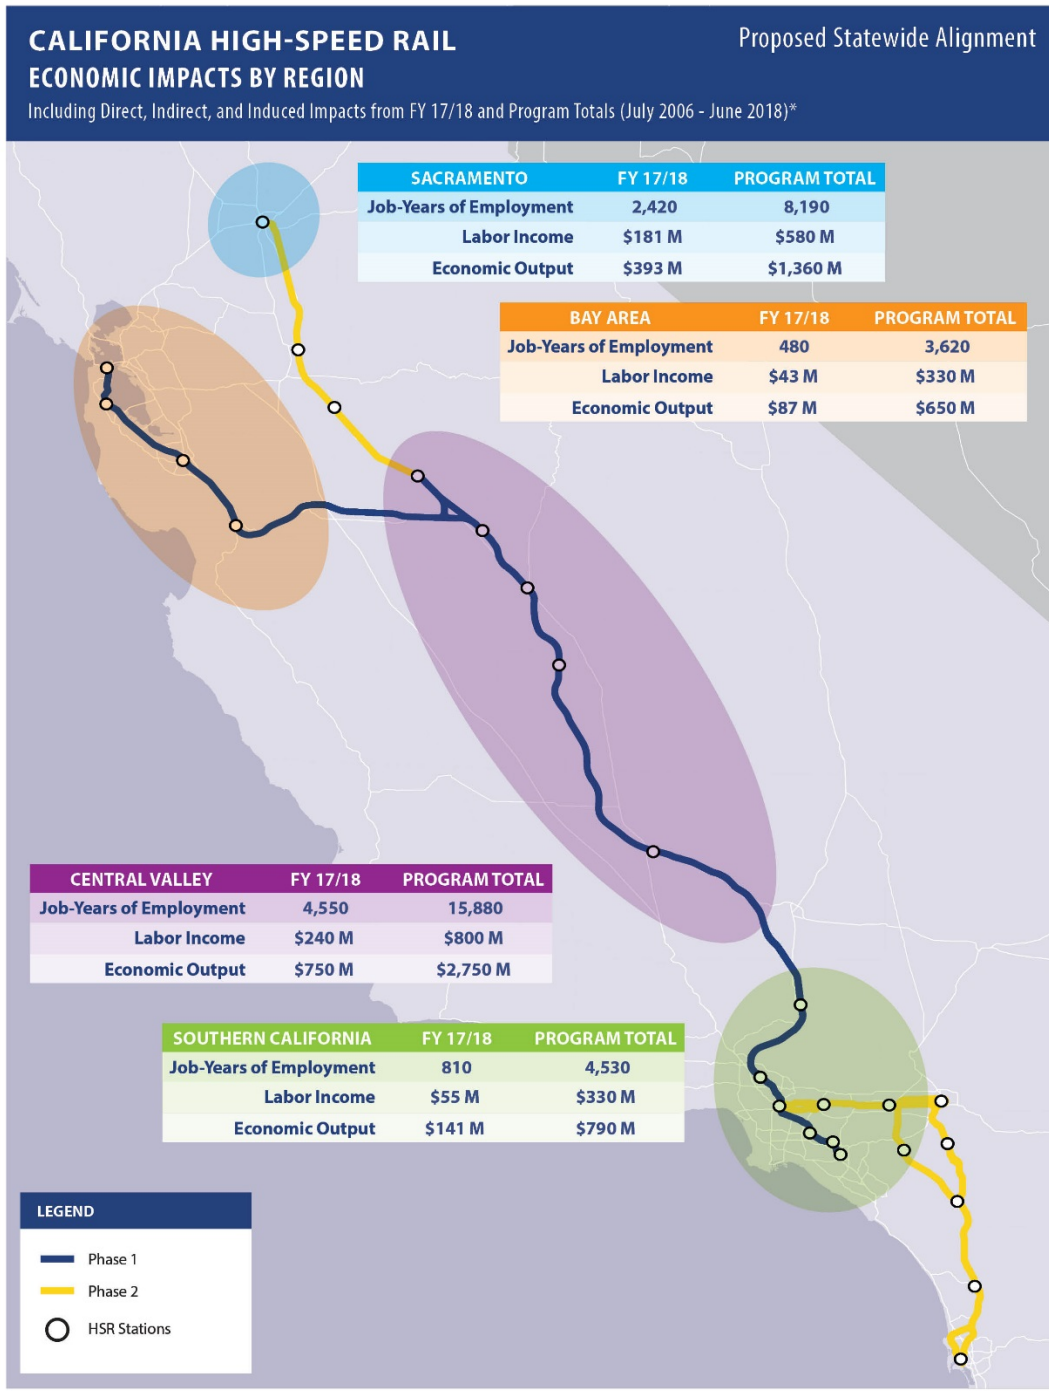 CALIFORNIA HIGH-SPEED RAIL
Proposed Statewide Alignment
ECONOMIC IMPACTS BY REGION
Including Direct, Indirect, and Induced Impacts from FY 17/18 and Program Totals (July 2006 - June 2018)*
SACRAMENTO FY 17/18 PROGRAM TOTAL
Job-Years of Employment 2,420 8,190
Labor Income $181 M $580 M
Economic Output $393 M $1,360 M
BAY AREA FY 17/18 PROGRAM TOTAL
Job-Years of Employment 480 3,620
Labor Income $43 M $330 M
Economic Output $87 M $650 M
CENTRAL VALLEY FY 17/18 PROGRAM TOTAL
Job-Years of Employment 4,550 15,880
Labor Income $240 M $800 M
Economic Output $750 M $2,750 M
SOUTHERN CALIFORNIA FY 17/18 PROGRAM TOTAL
Job-Years of Employment 810 4,530
Labor Income $55 M $330 M
Economic Output $141 M $790 M
LEGEND
Phase 1
Phase 2
HSR Stations